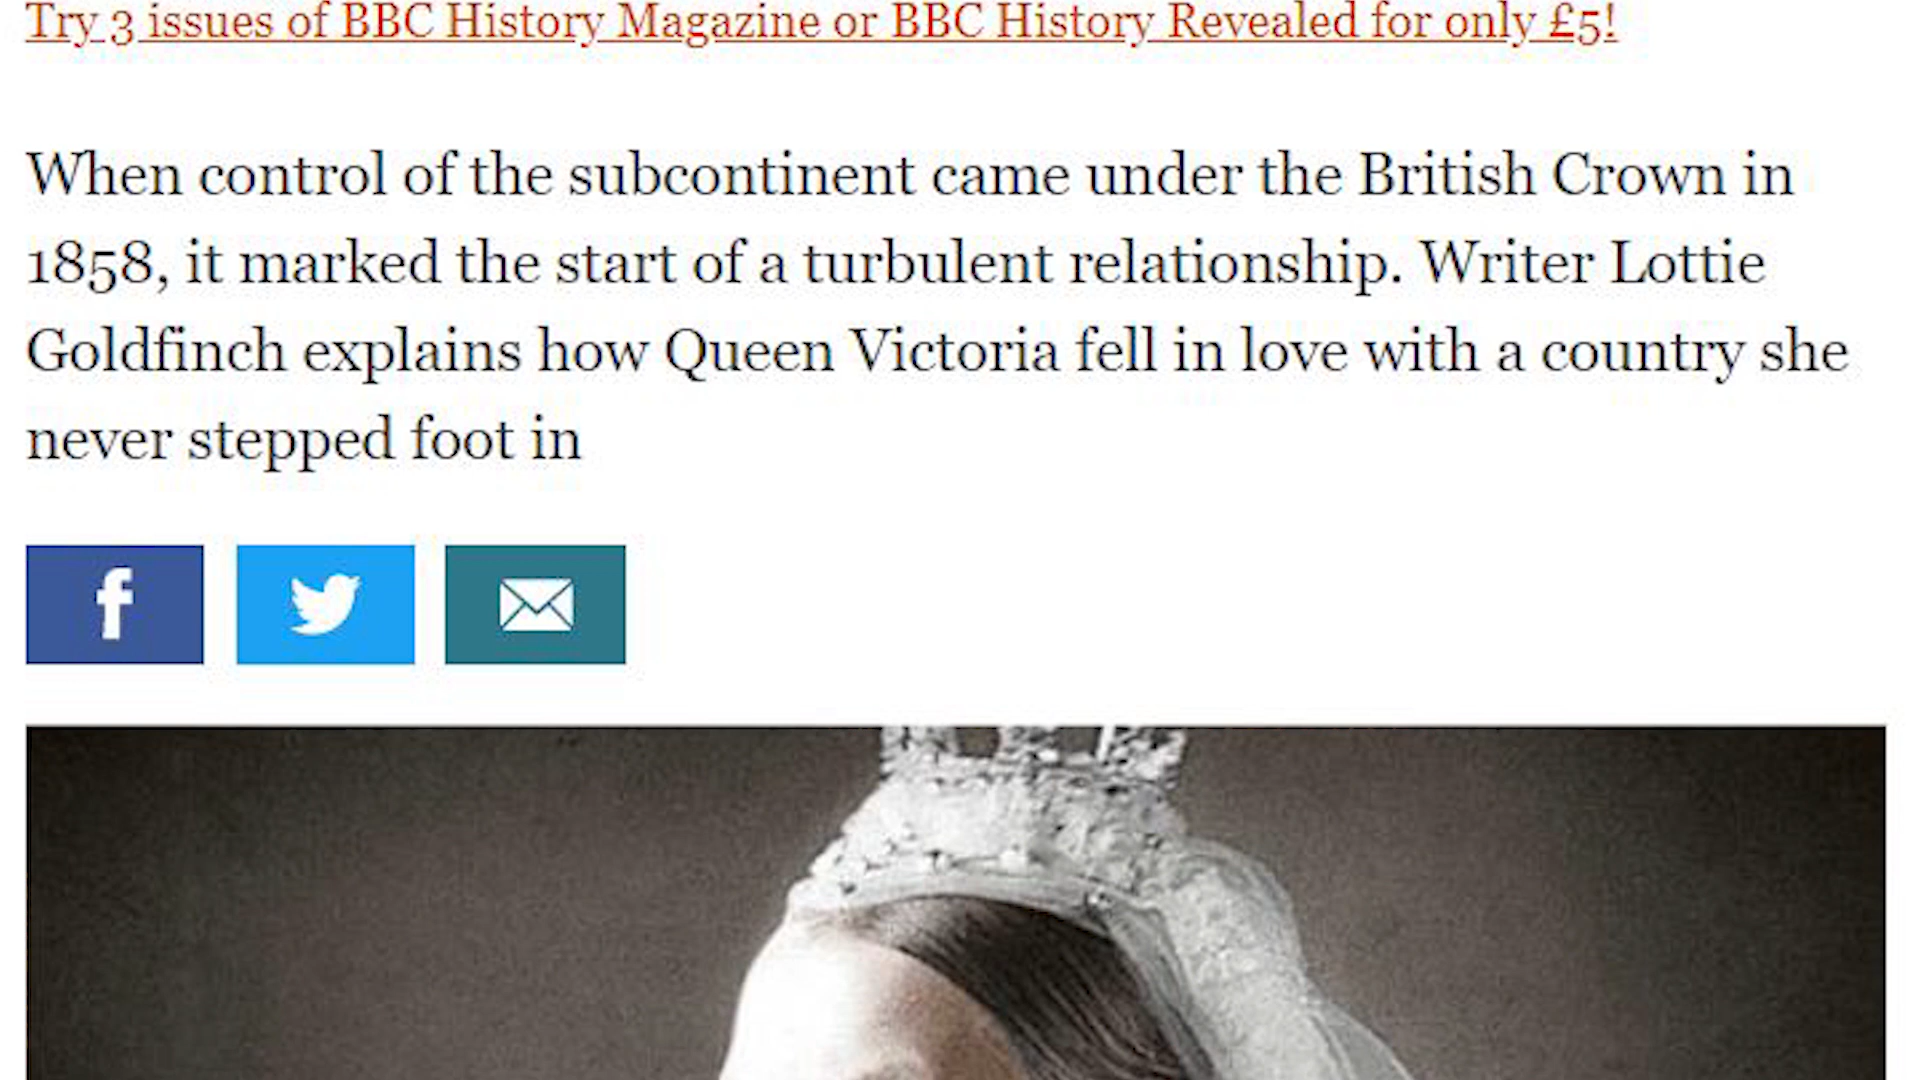 Try 3 issues of BBC History Magazine or BBC History Revealed for only £5!
When control of the subcontinent came under the British Crown in
1858, it marked the start of a turbulent relationship. Writer Lottie
Goldfinch explains how Queen Victoria fell in love with a country she
never stepped foot in
f